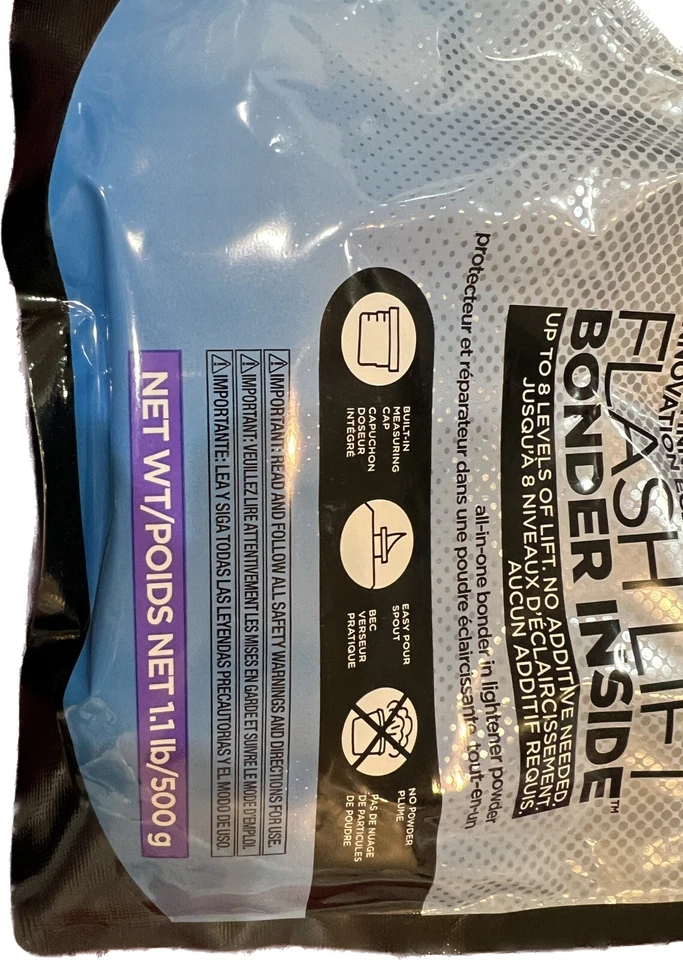 FLASH LIFT
BONDER INSIDE™
UP TO 8 LEVELS OF LIFT. NO ADDITIVE NEEDED.
JUSQU'À 8 NIVEAUX D'ÉCLAIRCISSEMENT,
AUCUN ADDITIF REQUIS.
all-in-one bonder in lightener powder
protecteur et réparateur dans une poudre éclaircissante tout-en-un
BUILT-IN
MEASURING
CAP
CAPUCHON
DOSEUR
INTÉGRÉ
EASY POUR
SPOUT
BEC
VERSEUR
PRATIQUE
NO POWDER
PLUME
PAS DE NUAGE
DE PARTICULES
DE POUDRE
⚠IMPORTANT: READ AND FOLLOW ALL SAFETY WARNINGS AND DIRECTIONS FOR USE.
⚠IMPORTANT: VEUILLEZ LIRE ATTENTIVEMENT LES MISES EN GARDE ET SUIVRE LE MODE D'EMPLOI.
⚠IMPORTANTE: LEA Y SIGA TODAS LAS LEYENDAS PRECAUTORIAS Y EL MODO DE USO.
NET WT/POIDS NET 1.1 lb/500 g